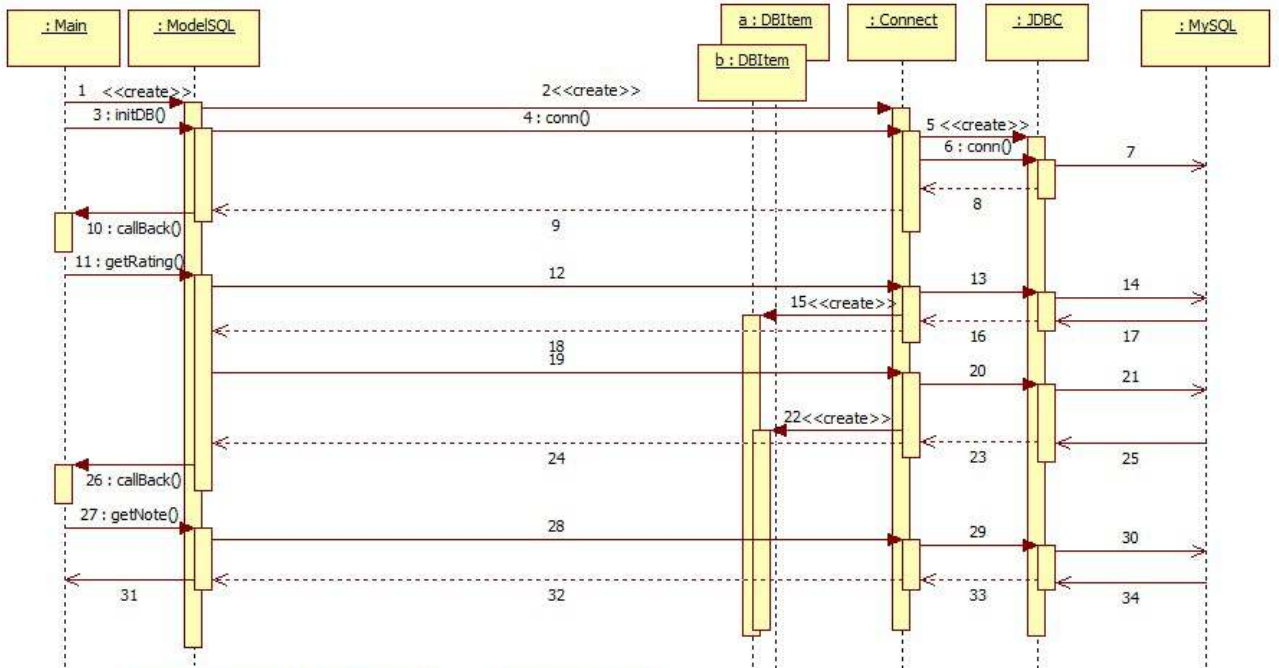 : Main
: ModelSQL
a : DBItem
b : DBItem
: Connect
: JDBC
: MySQL
1 <<create>>
2<<create>>
3 : initDB()
4 : conn()
5 <<create>>
6 : conn()
7
8
9
10 : callBack()
11 : getRating()
12
13
14
15<<create>>
16
17
18
19
20
21
22<<create>>
23
24
25
26 : callBack()
27 : getNote()
28
29
30
31
32
33
34